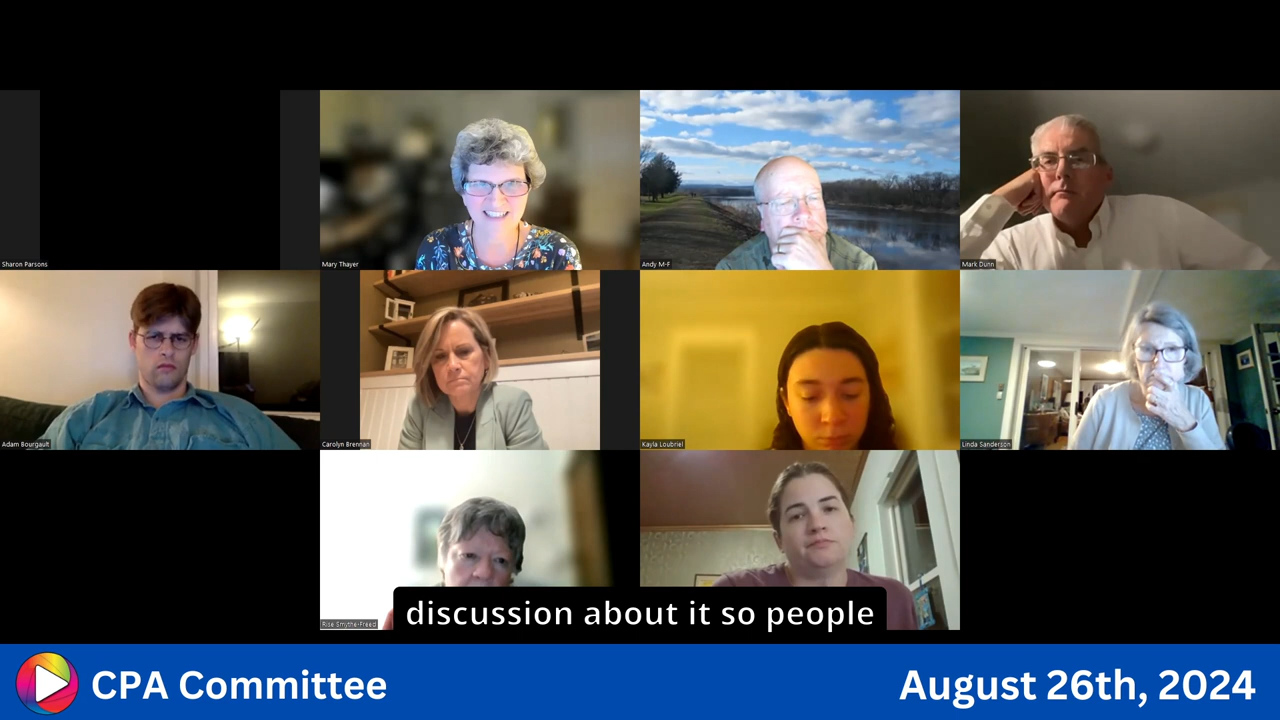 Sharon Parsons
Mary Thayer
Andy M-F
Mark Dunn
Adam Bourgault
Carolyn Brennan
Kayla Loubriel
Linda Sanderson
Rise Smythe-Freed
discussion about it so people
CPA Committee
August 26th, 2024